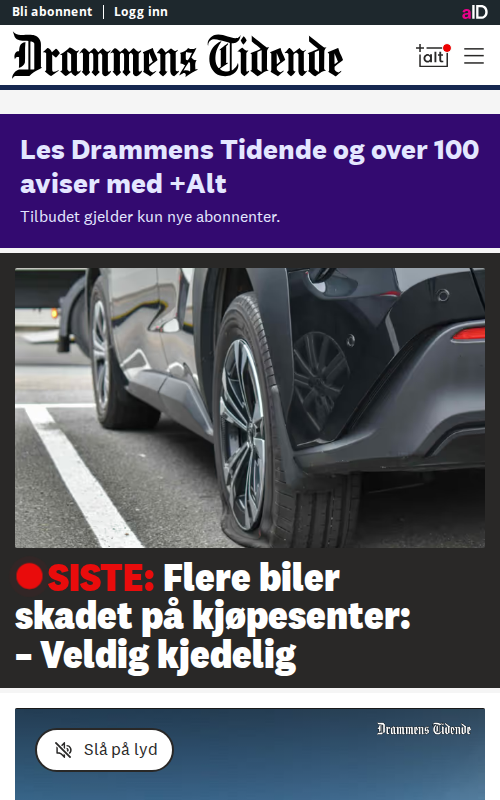 Bli abonnent | Logg inn
aID
Drammens Tidende
+alt
Les Drammens Tidende og over 100
aviser med +Alt
Tilbudet gjelder kun nye abonnenter.
SISTE: Flere biler
skadet på kjøpesenter:
– Veldig kjedelig
Drammens Tidende
Slå på lyd